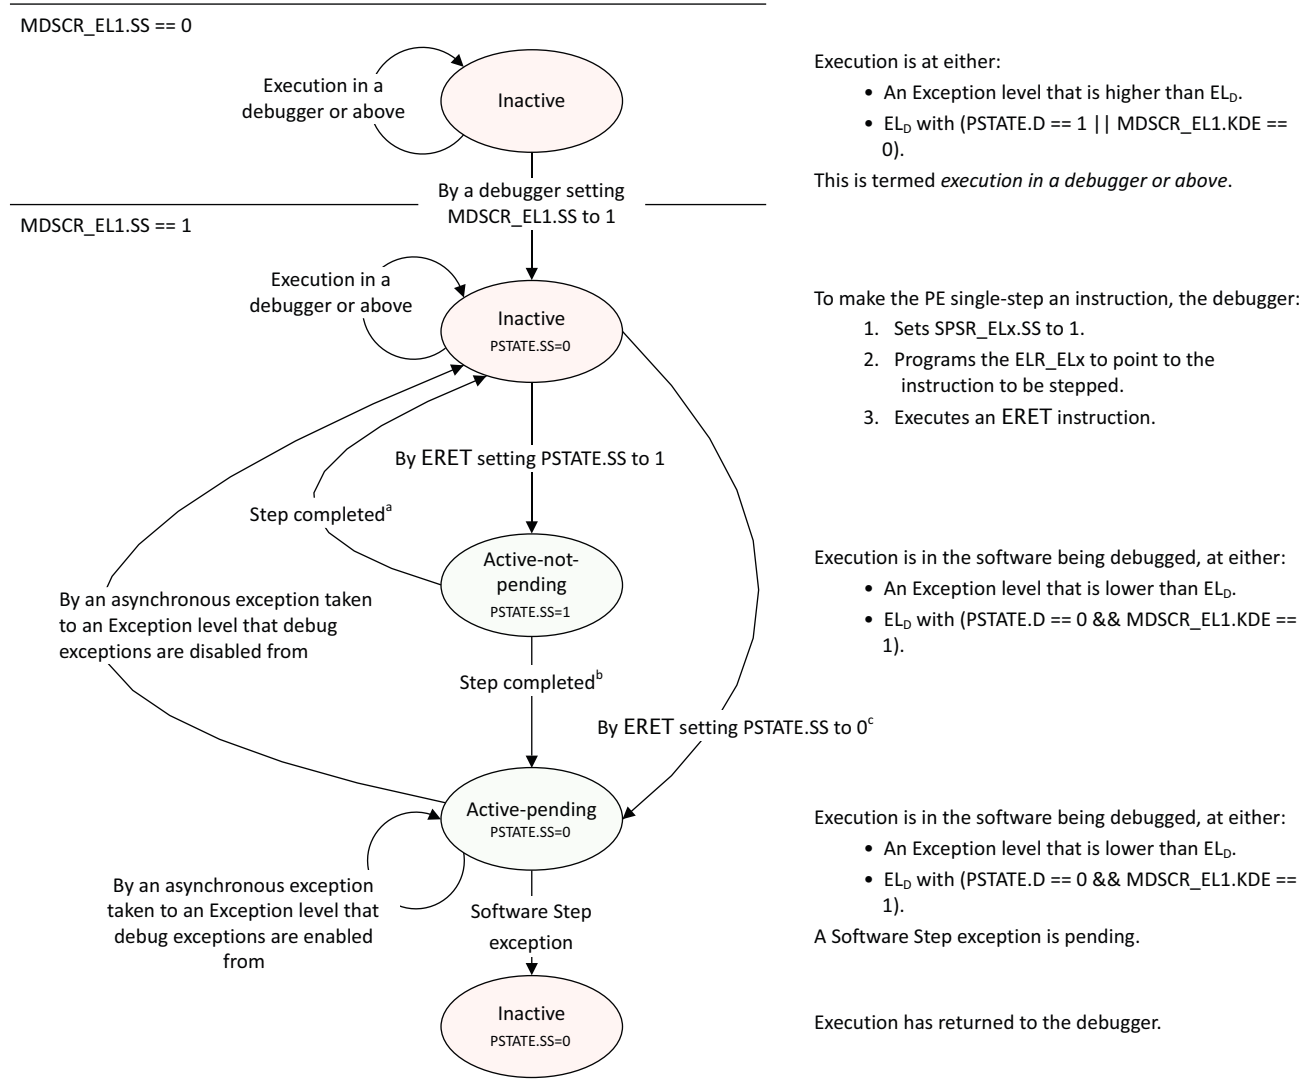 MDSCR_EL1.SS == 0
Execution in a
debugger or above
Inactive
Execution is at either:
• An Exception level that is higher than ELD.
• ELD with (PSTATE.D == 1 || MDSCR_EL1.KDE ==
0).
This is termed execution in a debugger or above.
By a debugger setting
MDSCR_EL1.SS to 1
MDSCR_EL1.SS == 1
Execution in a
debugger or above
Inactive
PSTATE.SS=0
To make the PE single-step an instruction, the debugger:
1. Sets SPSR_ELx.SS to 1.
2. Programs the ELR_ELx to point to the
instruction to be stepped.
3. Executes an ERET instruction.
By ERET setting PSTATE.SS to 1
Step completeda
Active-not-
pending
PSTATE.SS=1
Execution is in the software being debugged, at either:
• An Exception level that is lower than ELD.
• ELD with (PSTATE.D == 0 && MDSCR_EL1.KDE ==
1).
By an asynchronous exception taken
to an Exception level that debug
exceptions are disabled from
Step completedb
By ERET setting PSTATE.SS to 0c
Active-pending
PSTATE.SS=0
Execution is in the software being debugged, at either:
• An Exception level that is lower than ELD.
• ELD with (PSTATE.D == 0 && MDSCR_EL1.KDE ==
1).
A Software Step exception is pending.
By an asynchronous exception
taken to an Exception level that
debug exceptions are enabled
from
Software Step
exception
Inactive
PSTATE.SS=0
Execution has returned to the debugger.